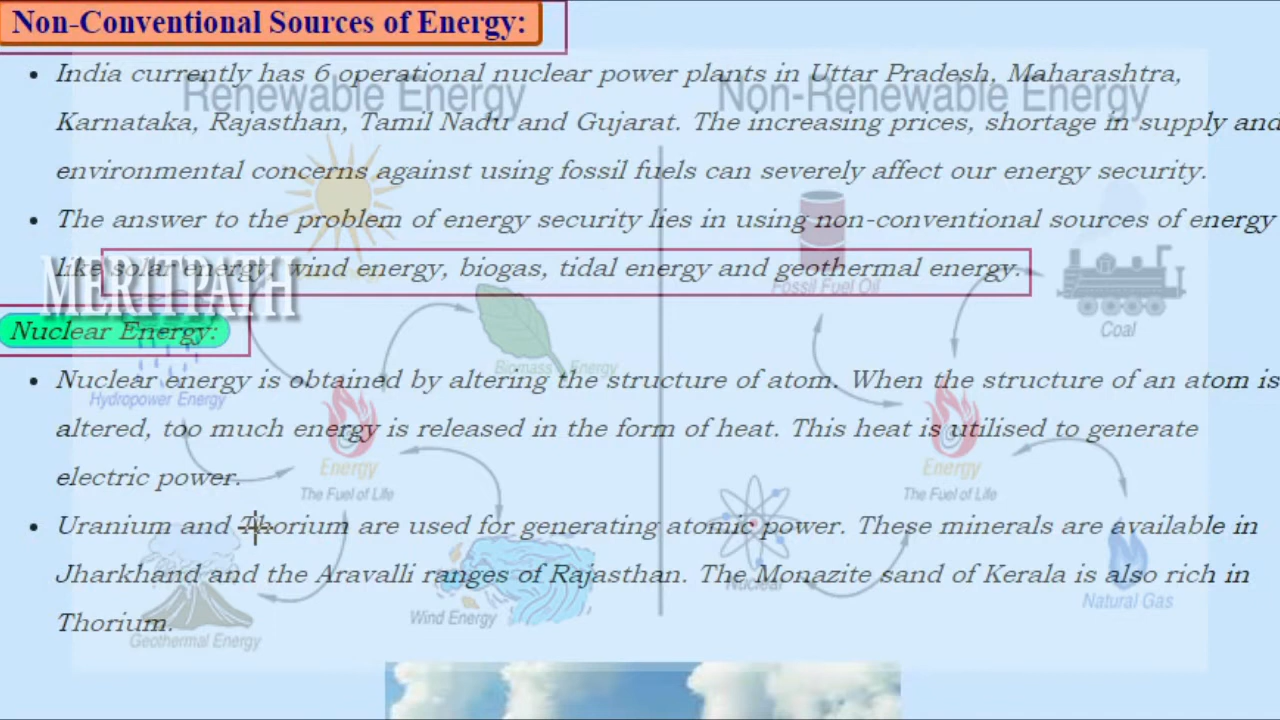 Non-Conventional Sources of Energy:
India currently has 6 operational nuclear power plants in Uttar Pradesh, Maharashtra,
Renewable Energy
Non-Renewable Energy
Karnataka, Rajasthan, Tamil Nadu and Gujarat. The increasing prices, shortage in supply and
environmental concerns against using fossil fuels can severely affect our energy security.
The answer to the problem of energy security lies in using non-conventional sources of energy
like solar energy, wind energy, biogas, tidal energy and geothermal energy.
MERITPATH
Fossil Fuel Oil
Coal
Nuclear Energy:
Biomass Energy
Nuclear energy is obtained by altering the structure of atom. When the structure of an atom is
Hydropower Energy
altered, too much energy is released in the form of heat. This heat is utilised to generate
Energy
Energy
electric power.
The Fuel of Life
The Fuel of Life
Uranium and Thorium are used for generating atomic power. These minerals are available in
Jharkhand and the Aravalli ranges of Rajasthan. The Monazite sand of Kerala is also rich in
Nuclear
Natural Gas
Wind Energy
Thorium.
Geothermal Energy